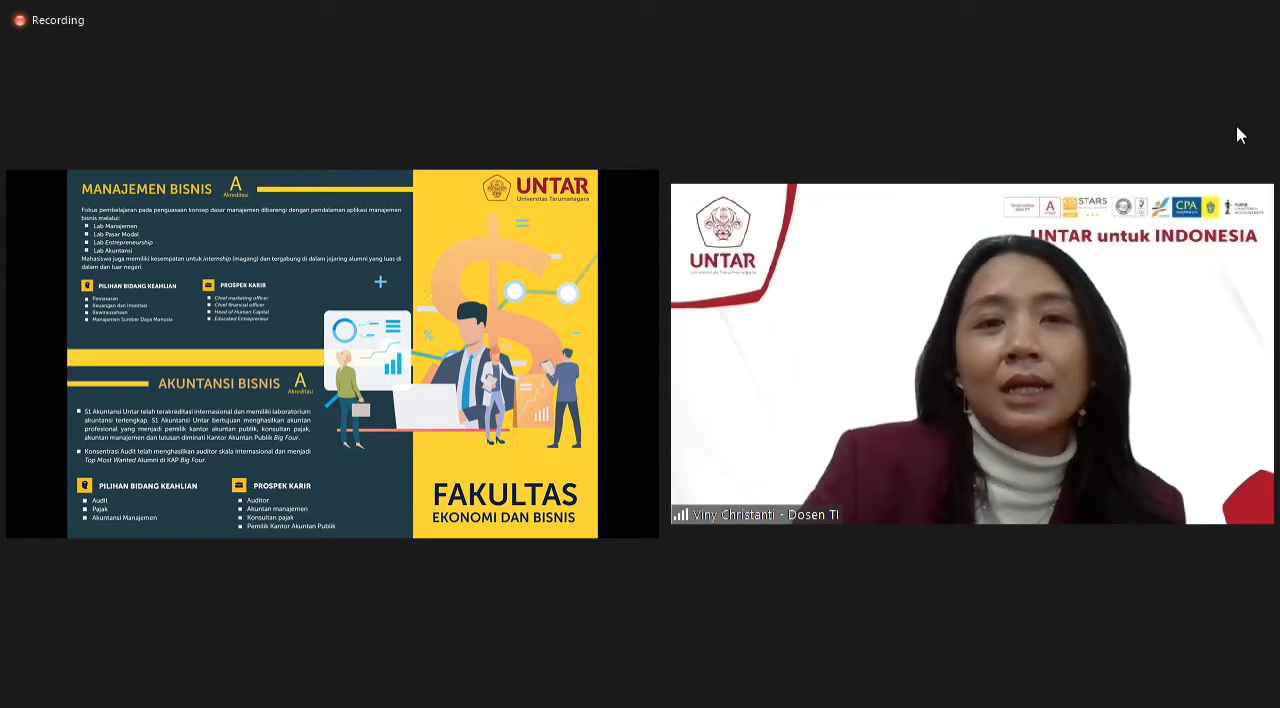 Recording
MANAJEMEN BISNIS
A
Akreditasi
Fokus pembelajaran pada penguasaan konsep dasar manajemen dibarengi dengan pendalaman aplikasi manajemen
bisnis melalui:
Lab Manajemen
Lab Pasar Modal
Lab Entrepreneurship
Lab Akuntansi
Mahasiswa juga memiliki kesempatan untuk internship (magang) dan tergabung di dalam jejaring alumni yang luas di
dalam dan luar negeri.
PILIHAN BIDANG KEAHLIAN
Pemasaran
Keuangan dan Investasi
Kewirausahaan
Manajemen Sumber Daya Manusia
PROSPEK KARIR
Chief marketing officer
Chief financial officer
Head of Human Capital
Educated Entrepreneur
AKUNTANSI BISNIS
A
Akreditasi
S1 Akuntansi Untar telah terakreditasi internasional dan memiliki laboratorium
akuntansi terlengkap. S1 Akuntansi Untar bertujuan menghasilkan akuntan
profesional yang menjadi pemilik kantor akuntan publik, konsultan pajak,
akuntan manajemen dan lulusan diminati Kantor Akuntan Publik Big Four.
Konsentrasi Audit telah menghasilkan auditor skala internasional dan menjadi
Top Most Wanted Alumni di KAP Big Four.
PILIHAN BIDANG KEAHLIAN
Audit
Pajak
Akuntansi Manajemen
PROSPEK KARIR
Auditor
Akuntan manajemen
Konsultan pajak
Pemilik Kantor Akuntan Publik
UNTAR
Universitas Tarumanagara
%
FAKULTAS
EKONOMI DAN BISNIS
UNTAR
Universitas Tarumanagara
A
STARS
CPA
UNTAR untuk INDONESIA
Viny Christanti - Dosen TI